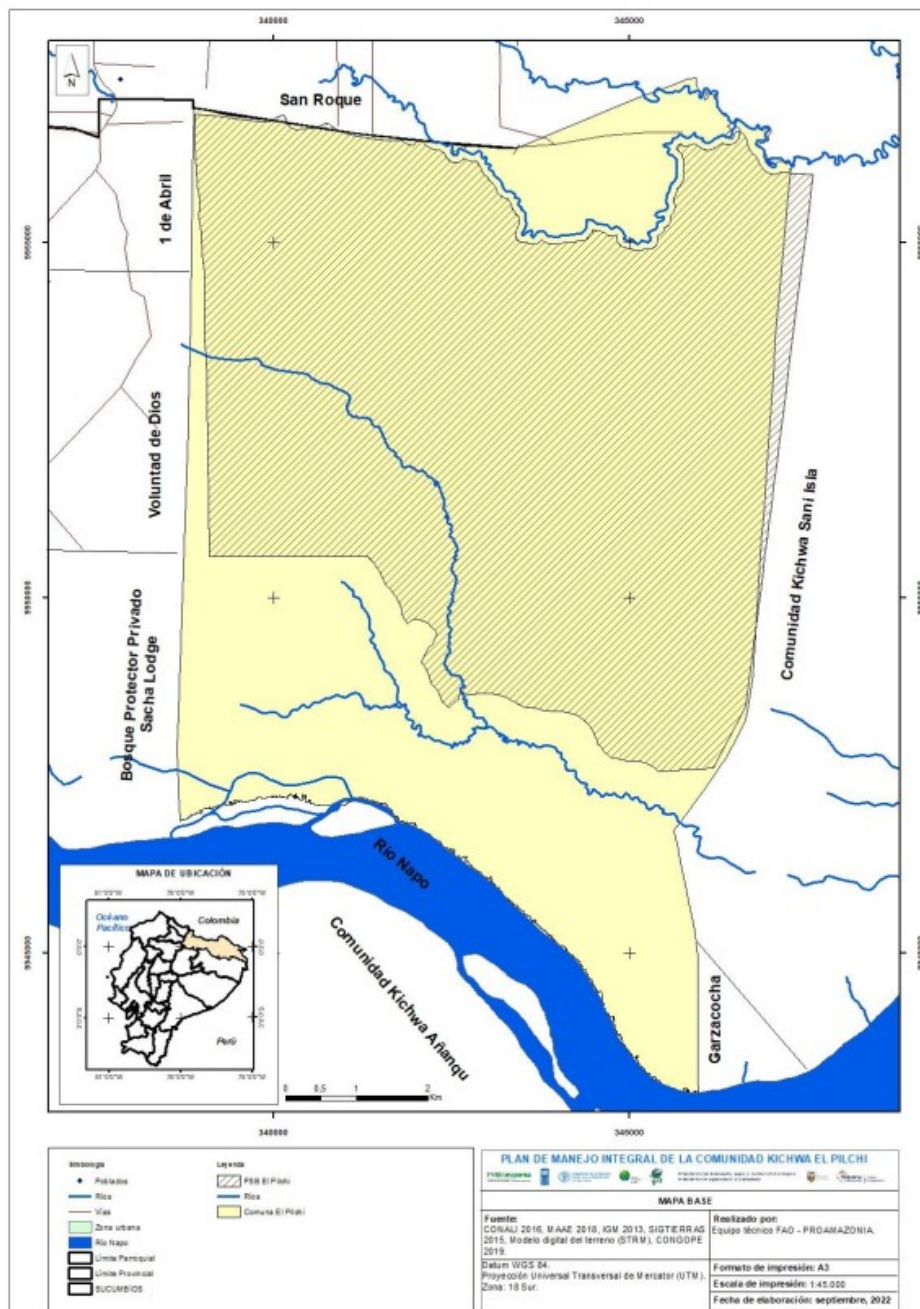 340000
345000
N
San Roque
1 de Abril
Voluntad de Dios
Bosque Protector Privado
Sacha Lodge
Comunidad Kichwa Sani Isla
Río Napo
Comunidad Kichwa Añangu
Garzacocha
MAPA DE UBICACIÓN
Océano
Pacífico
Colombia
Perú
0 0,5 1 2
Km
340000
345000
Simbología
Poblados
Ríos
Vías
Zona urbana
Río Napo
Límite Parroquial
Límite Provincial
SUCUMBIOS
Leyenda
PSB El Pilchi
Ríos
Comuna El Pilchi
PLAN DE MANEJO INTEGRAL DE LA COMUNIDAD KICHWA EL PILCHI
MAPA BASE
Fuente:
CONALI 2016, MAAE 2018, IGM 2013, SIGTIERRAS
2015, Modelo digital del terreno (STRM), CONGOPE
2019.
Realizado por:
Equipo técnico FAO - PROAMAZONIA.
Datum WGS 84.
Proyección Universal Transversal de Mercator (UTM).
Zona: 18 Sur.
Formato de impresión: A3
Escala de impresión: 1:45.000
Fecha de elaboración: septiembre, 2022